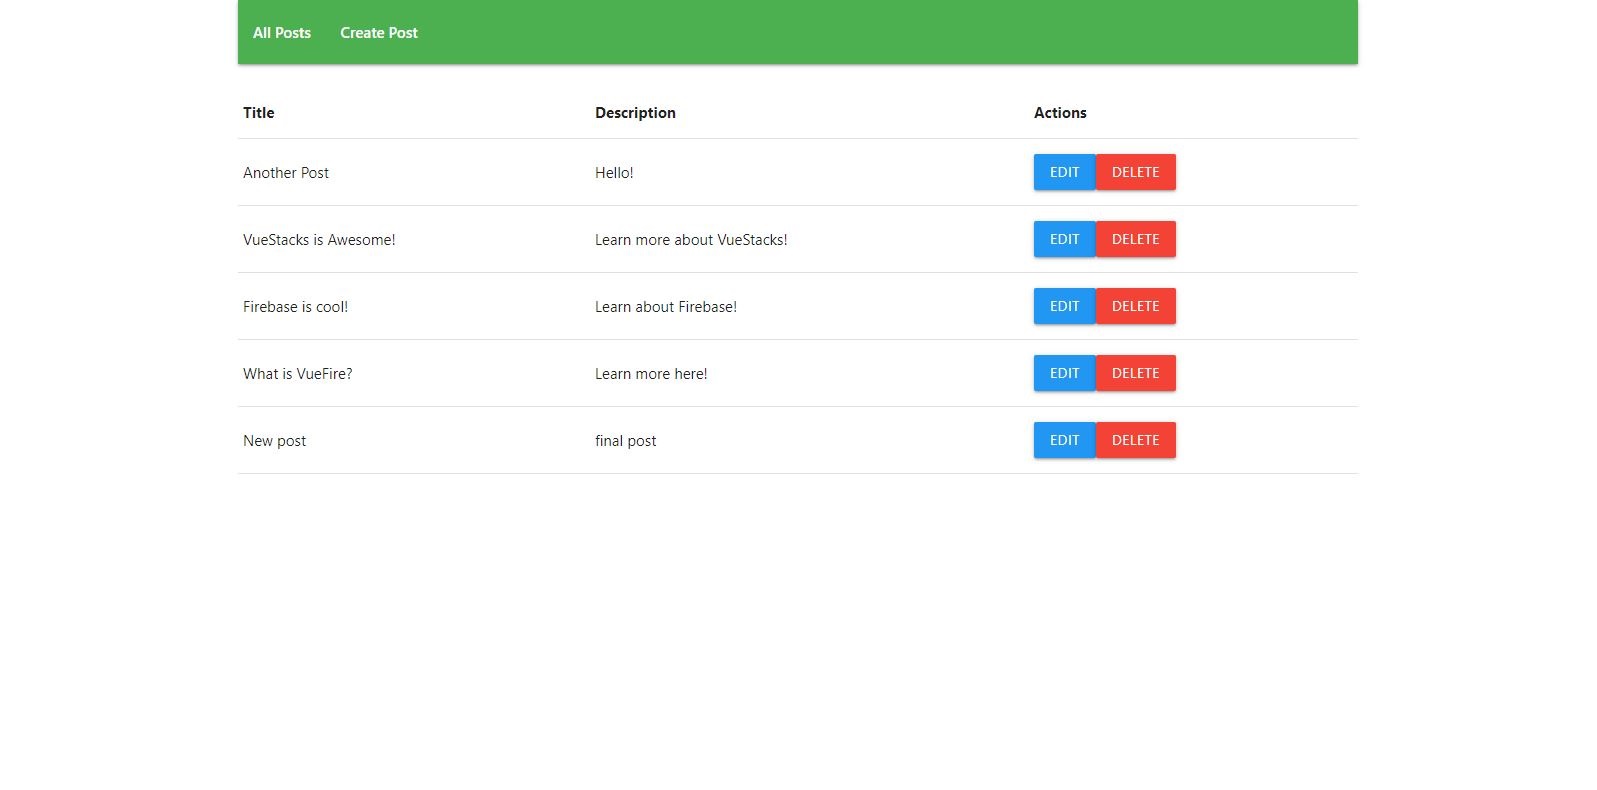 All Posts Create Post
Title Description Actions
Another Post Hello! EDIT DELETE
VueStacks is Awesome! Learn more about VueStacks! EDIT DELETE
Firebase is cool! Learn about Firebase! EDIT DELETE
What is VueFire? Learn more here! EDIT DELETE
New post final post EDIT DELETE